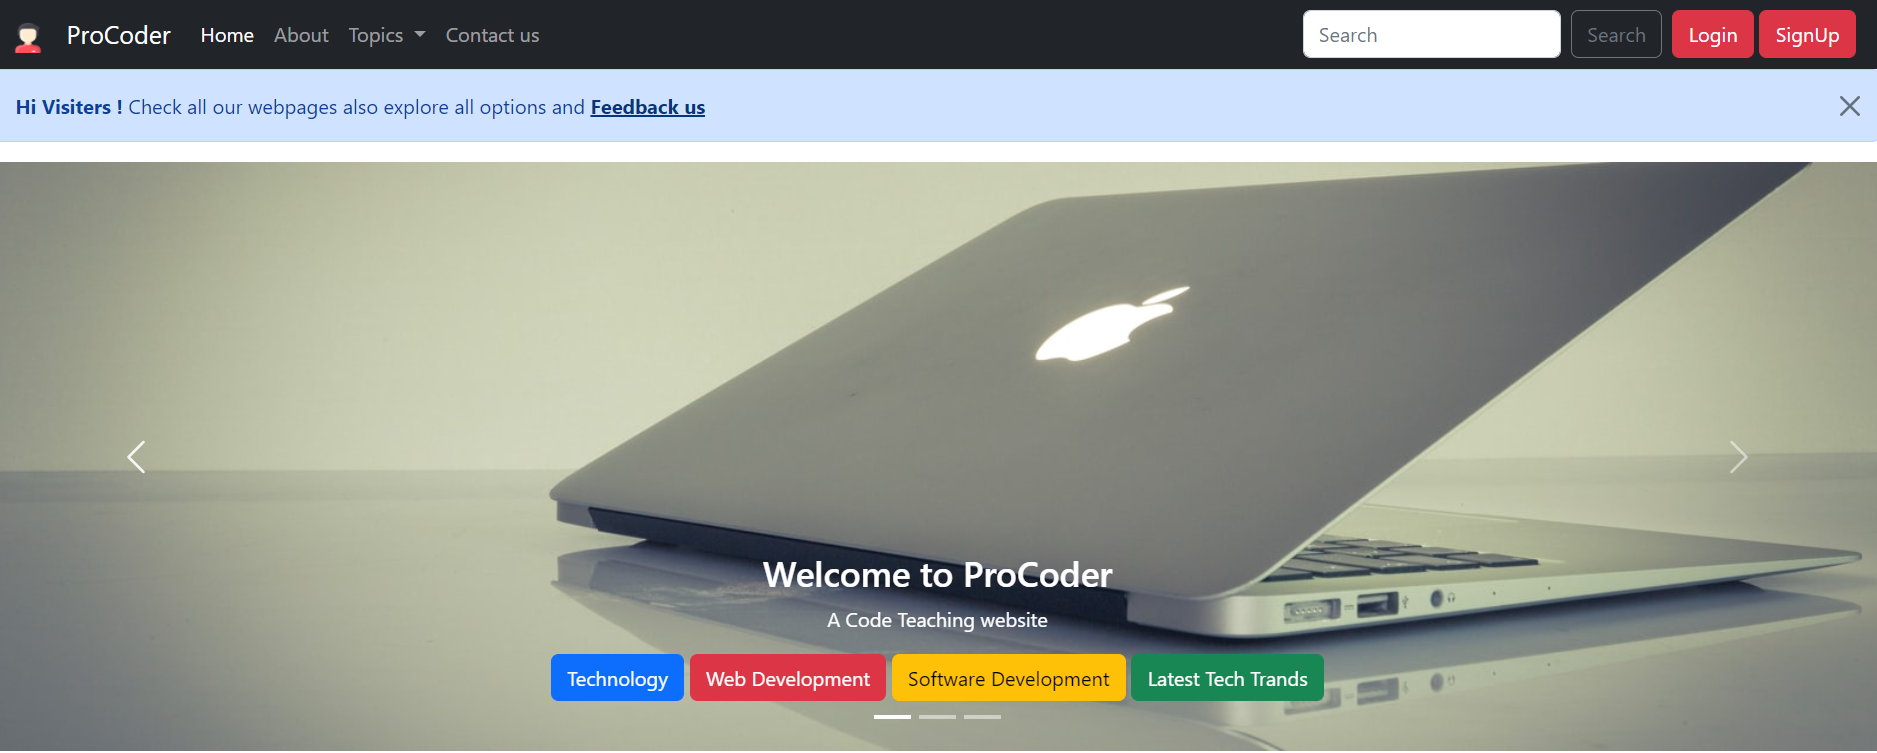 ProCoder Home About Topics Contact us Search Search Login SignUp
Hi Visiters ! Check all our webpages also explore all options and Feedback us
Welcome to ProCoder
A Code Teaching website
Technology Web Development Software Development Latest Tech Trands